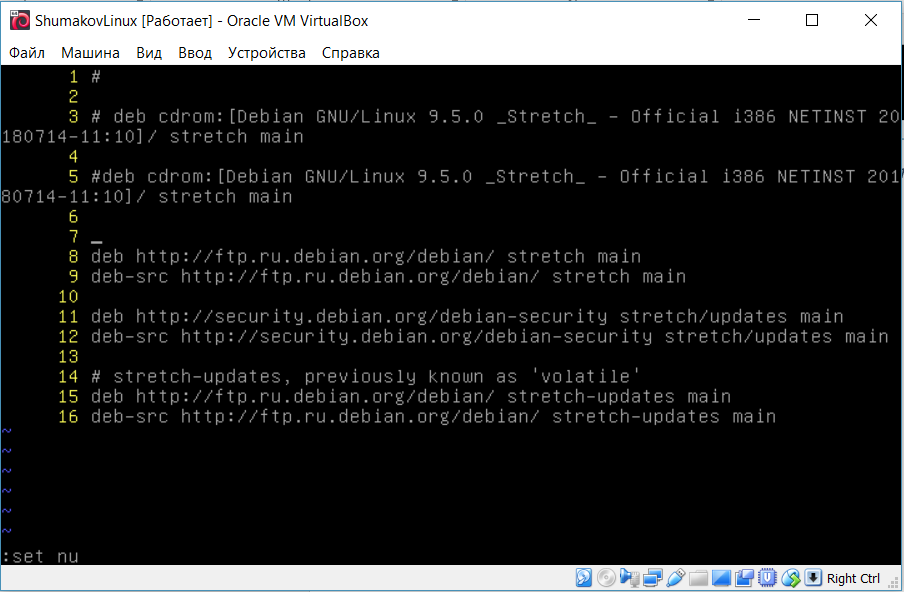 ShumakovLinux [Работает] - Oracle VM VirtualBox
Файл Машина Вид Ввод Устройства Справка
1 #
2
3 # deb cdrom:[Debian GNU/Linux 9.5.0 _Stretch_ - Official i386 NETINST 20
180714-11:10]/ stretch main
4
5 #deb cdrom:[Debian GNU/Linux 9.5.0 _Stretch_ - Official i386 NETINST 201
80714-11:10]/ stretch main
6
7
8 deb http://ftp.ru.debian.org/debian/ stretch main
9 deb-src http://ftp.ru.debian.org/debian/ stretch main
10
11 deb http://security.debian.org/debian-security stretch/updates main
12 deb-src http://security.debian.org/debian-security stretch/updates main
13
14 # stretch-updates, previously known as 'volatile'
15 deb http://ftp.ru.debian.org/debian/ stretch-updates main
16 deb-src http://ftp.ru.debian.org/debian/ stretch-updates main
~
~
~
~
~
~
:set nu
Right Ctrl